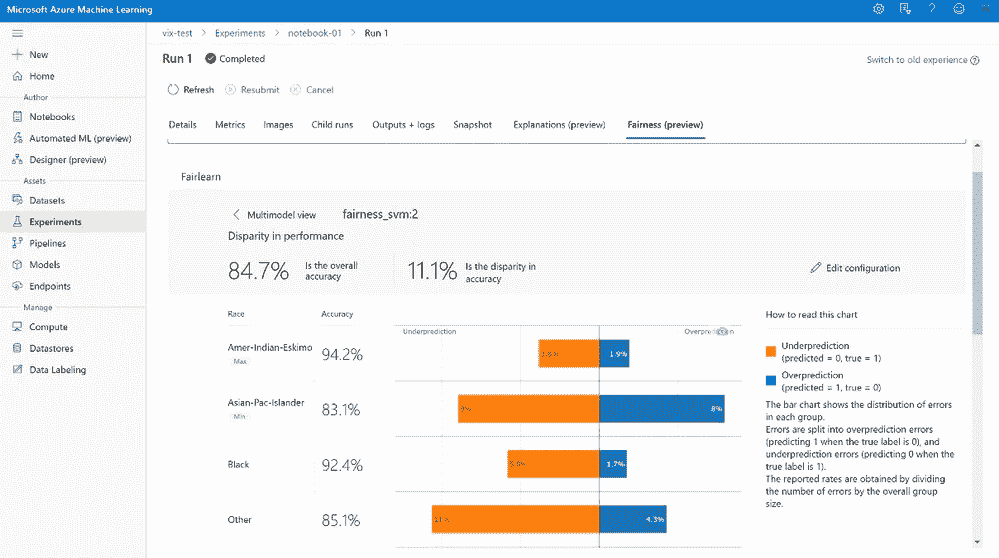 Microsoft Azure Machine Learning
vix-test > Experiments > notebook-01 > Run 1
Run 1 Completed
Switch to old experience
Refresh Resubmit Cancel
Details Metrics Images Child runs Outputs + logs Snapshot Explanations (preview) Fairness (preview)
New
Home
Author
Notebooks
Automated ML (preview)
Designer (preview)
Assets
Datasets
Experiments
Pipelines
Models
Endpoints
Manage
Compute
Datastores
Data Labeling
Fairlearn
Multimodel view fairness_svm:2
Disparity in performance
84.7% Is the overall accuracy
11.1% Is the disparity in accuracy
Edit configuration
Race Accuracy
Underprediction
Amer-Indian-Eskimo 94.2% 1.9%
Max
Asian-Pac-Islander 83.1% 8%
Min
Black 92.4% 1.7%
Other 85.1% 4.3%
How to read this chart
Underprediction
(predicted = 0, true = 1)
Overprediction
(predicted = 1, true = 0)
The bar chart shows the distribution of errors
in each group.
Errors are split into overprediction errors
(predicting 1 when the true label is 0), and
underprediction errors (predicting 0 when the
true label is 1).
The reported rates are obtained by dividing
the number of errors by the overall group
size.